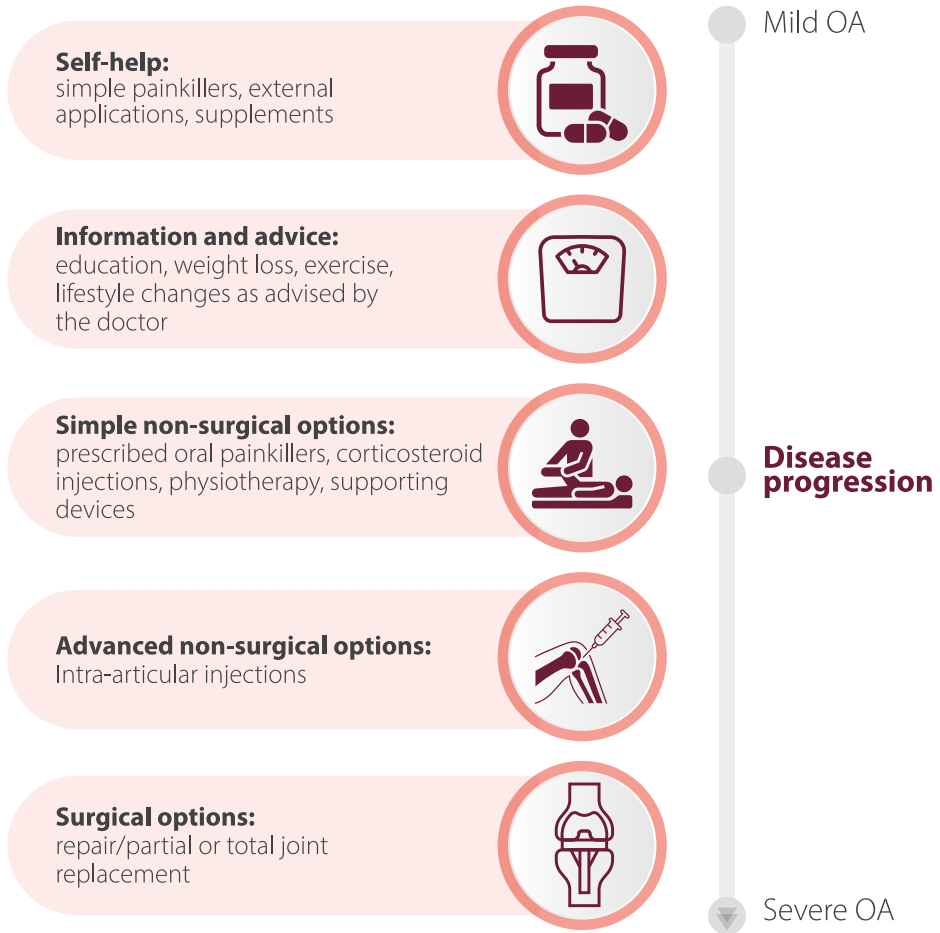 Mild OA
Self-help:
simple painkillers, external
applications, supplements
Information and advice:
education, weight loss, exercise,
lifestyle changes as advised by
the doctor
Simple non-surgical options:
prescribed oral painkillers, corticosteroid
injections, physiotherapy, supporting
devices
Disease
progression
Advanced non-surgical options:
Intra-articular injections
Surgical options:
repair/partial or total joint
replacement
Severe OA